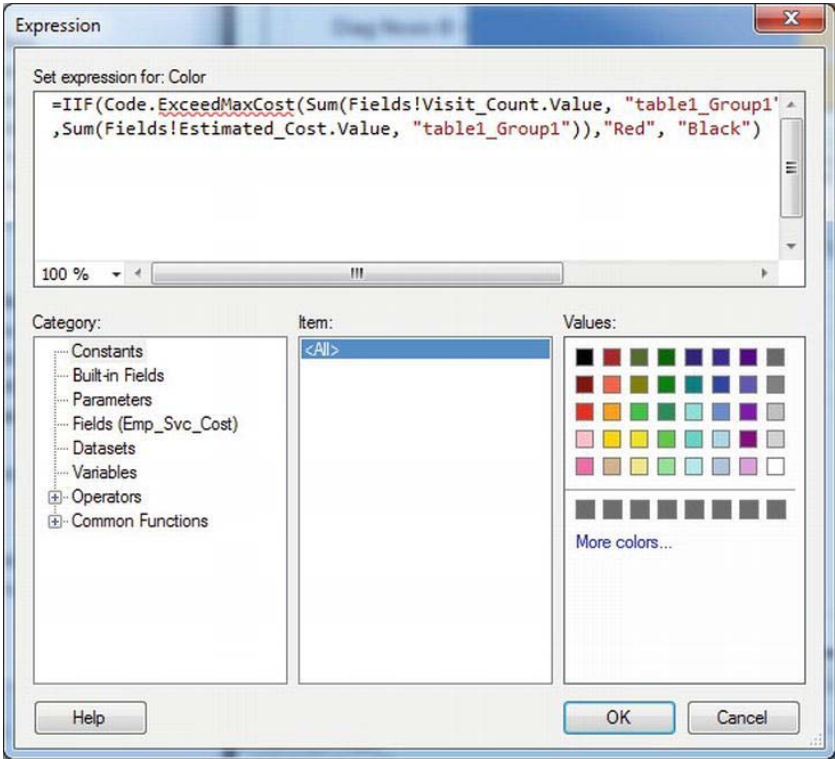 Expression
Set expression for: Color
=IIF(Code.ExceedMaxCost(Sum(Fields!Visit_Count.Value, "table1_Group1"
,Sum(Fields!Estimated_Cost.Value, "table1_Group1")),"Red", "Black")
100 %
Category:
Constants
Built-in Fields
Parameters
Fields (Emp_Svc_Cost)
Datasets
Variables
Operators
Common Functions
Item:
<All>
Values:
More colors...
Help
OK
Cancel